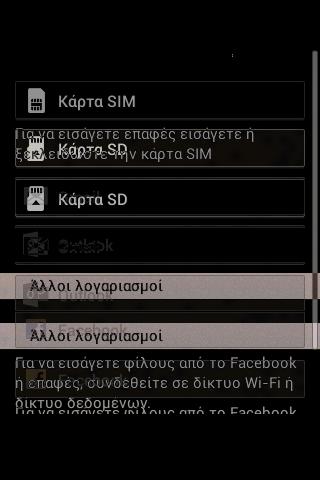 Κάρτα SIM
Για να εισάγετε επαφές εισάγετε ή
ξεκλειδώστε την κάρτα SIM
Κάρτα SD
Κάρτα SD
Άλλοι λογαριασμοί
Outlook
Άλλοι λογαριασμοί
Facebook
Για να εισάγετε φίλους από το Facebook
ή επαφές, συνδεθείτε σε δίκτυο Wi-Fi ή
Facebook
δίκτυο δεδομένων.
Για να εισάγετε φίλους από το Facebook